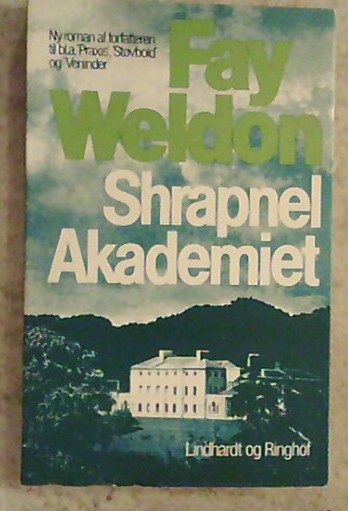 Ny roman af forfatteren
til bl.a. 'Praxis', 'Støvbold'
og 'Veninder'
Fay
Weldon
Shrapnel
Akademiet
Lindhardt og Ringhof